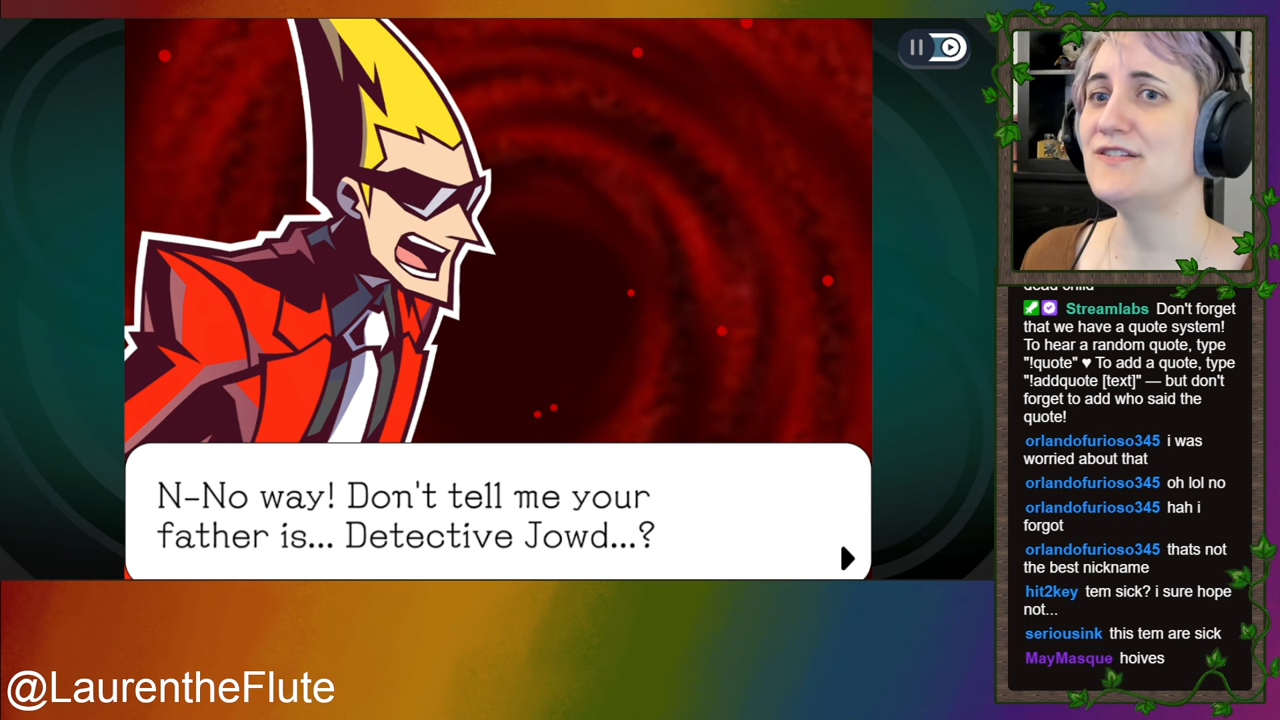 N-No way! Don't tell me your
father is... Detective Jowd...?
dead child
Streamlabs Don't forget
that we have a quote system!
To hear a random quote, type
"!quote" ♥ To add a quote, type
"!addquote [text]" — but don't
forget to add who said the
quote!
orlandofurioso345 i was
worried about that
orlandofurioso345 oh lol no
orlandofurioso345 hah i
forgot
orlandofurioso345 thats not
the best nickname
hit2key tem sick? i sure hope
not...
seriousink this tem are sick
MayMasque hoives
@LaurentheFlute